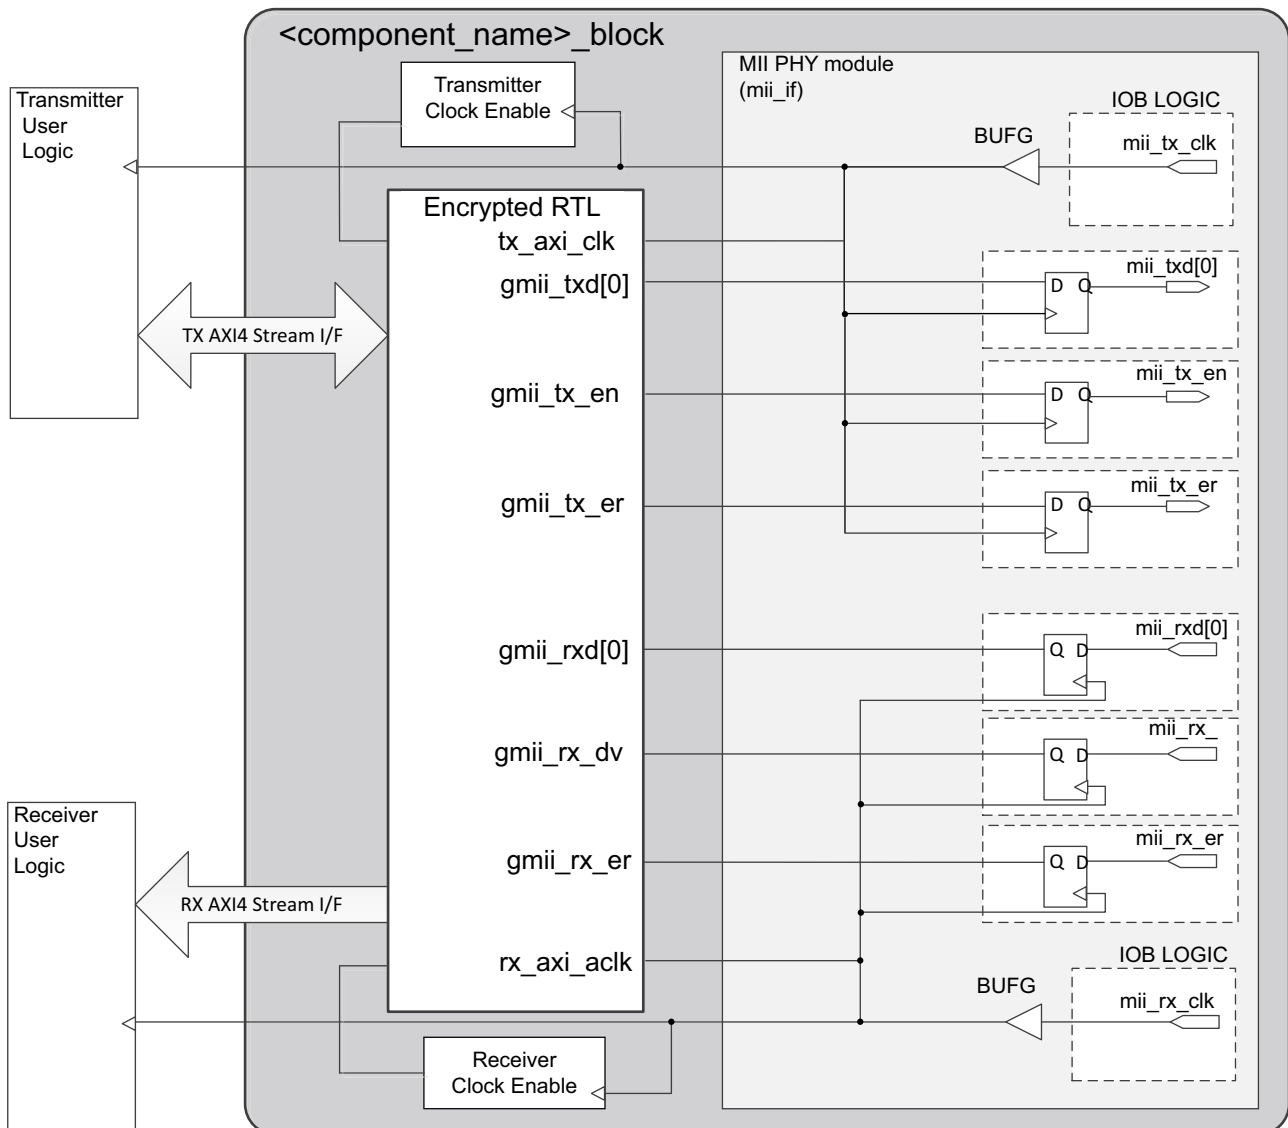 <component_name>_block
MII PHY module
(mii_if)
Transmitter
User
Logic
Transmitter
Clock Enable
IOB LOGIC
BUFG
mii_tx_clk
Encrypted RTL
tx_axi_clk
gmii_txd[0]
D Q
mii_txd[0]
TX AXI4 Stream I/F
gmii_tx_en
D Q
mii_tx_en
gmii_tx_er
D Q
mii_tx_er
gmii_rxd[0]
Q D
mii_rxd[0]
gmii_rx_dv
Q D
mii_rx_
Receiver
User
Logic
gmii_rx_er
Q D
mii_rx_er
RX AXI4 Stream I/F
rx_axi_aclk
IOB LOGIC
BUFG
mii_rx_clk
Receiver
Clock Enable